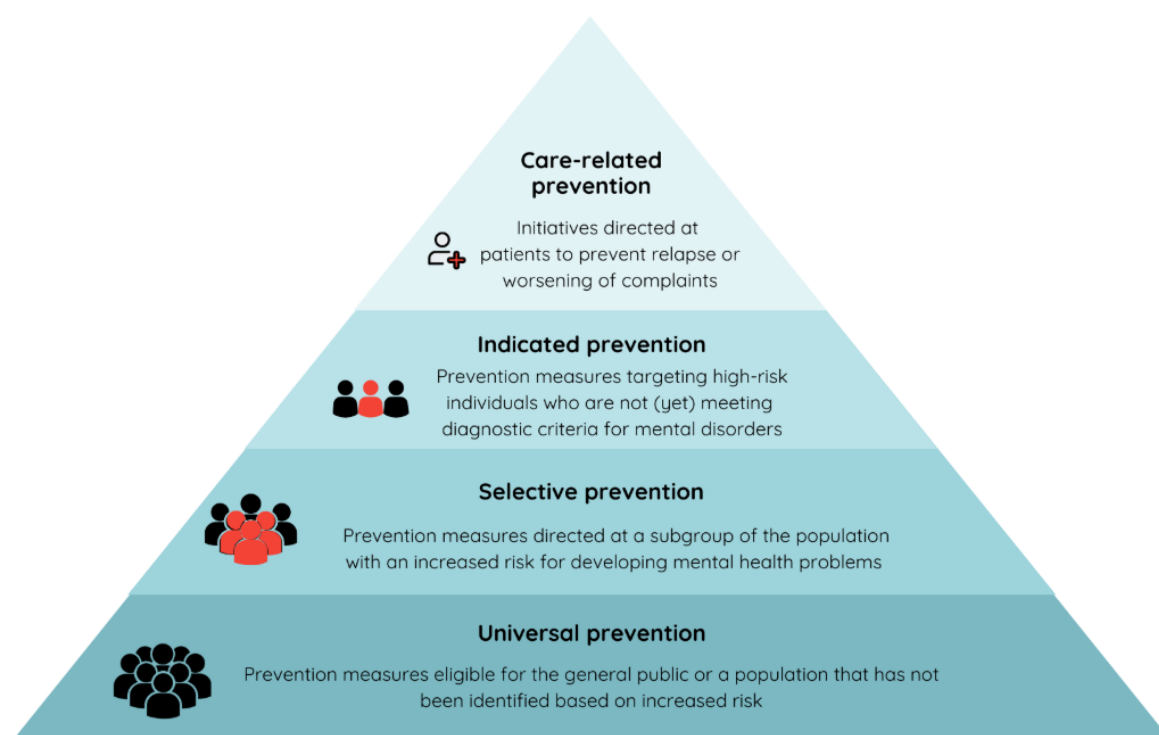 Care-related
prevention
Initiatives directed at
patients to prevent relapse or
worsening of complaints
Indicated prevention
Prevention measures targeting high-risk
individuals who are not (yet) meeting
diagnostic criteria for mental disorders
Selective prevention
Prevention measures directed at a subgroup of the population
with an increased risk for developing mental health problems
Universal prevention
Prevention measures eligible for the general public or a population that has not
been identified based on increased risk